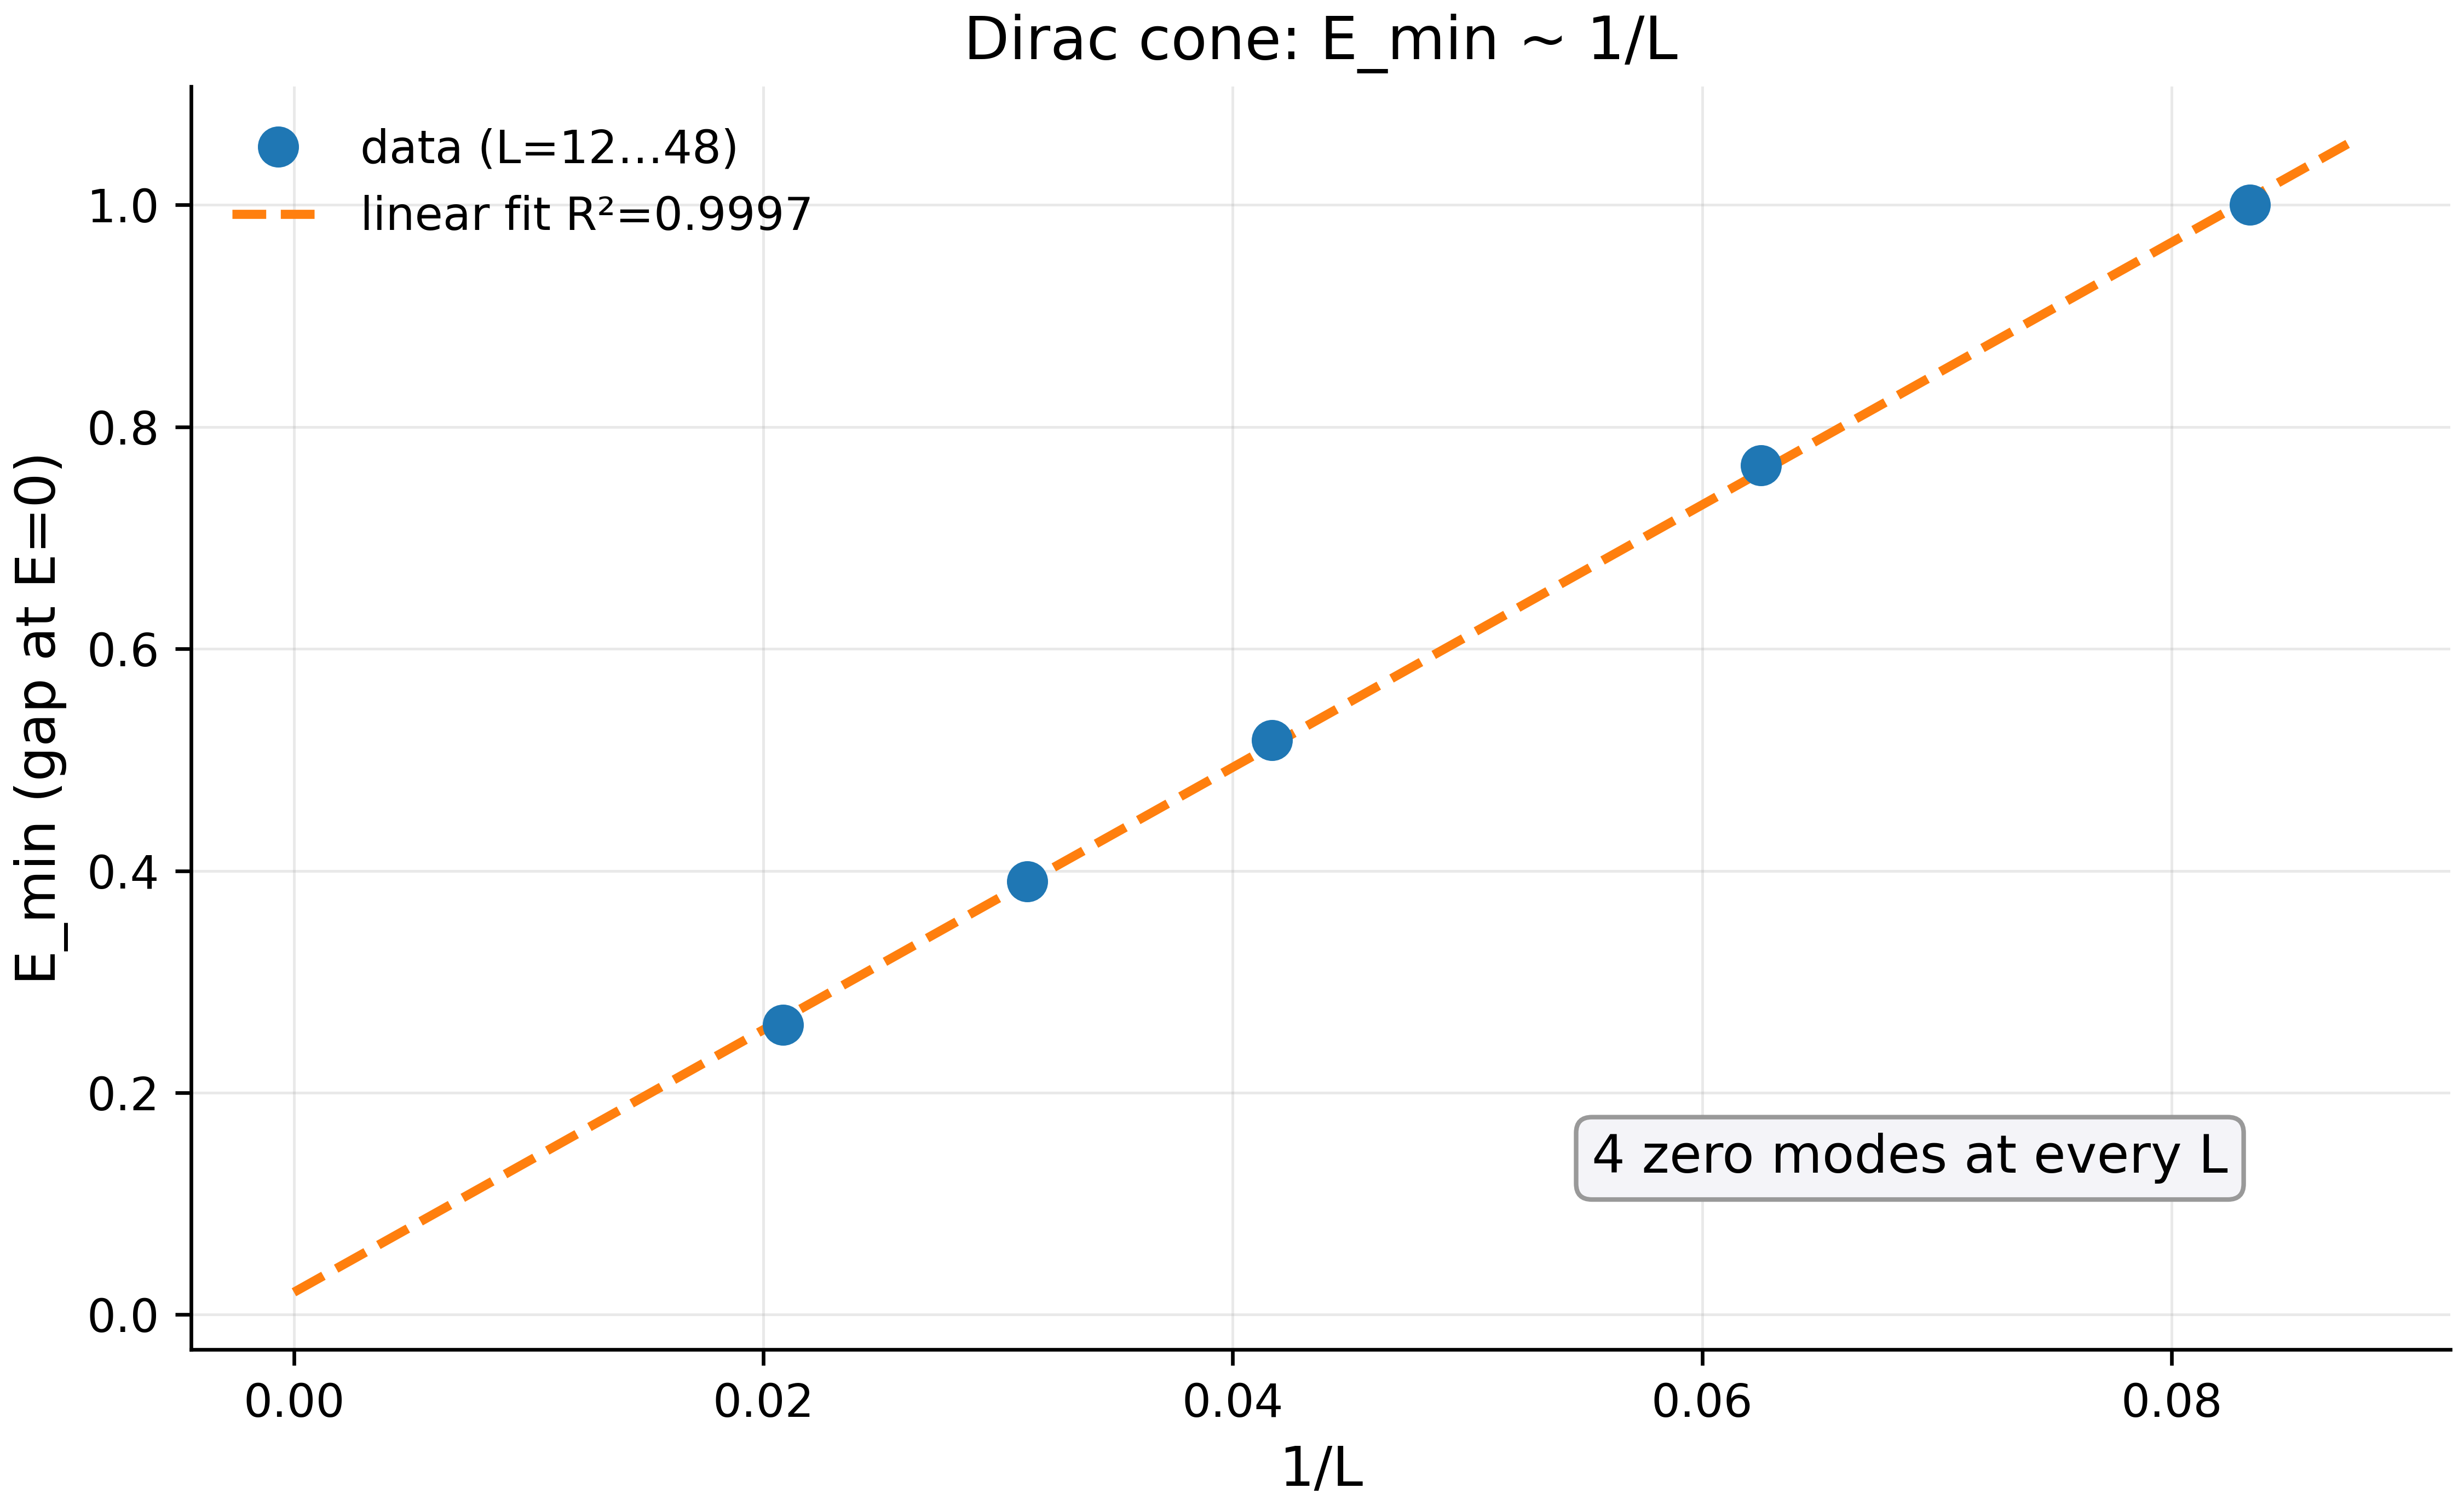 Dirac cone: E_min ~ 1/L
data (L=12...48)
linear fit R²=0.9997
E_min (gap at E=0)
1.0
0.8
0.6
0.4
0.2
0.0
4 zero modes at every L
0.00 0.02 0.04 0.06 0.08
1/L